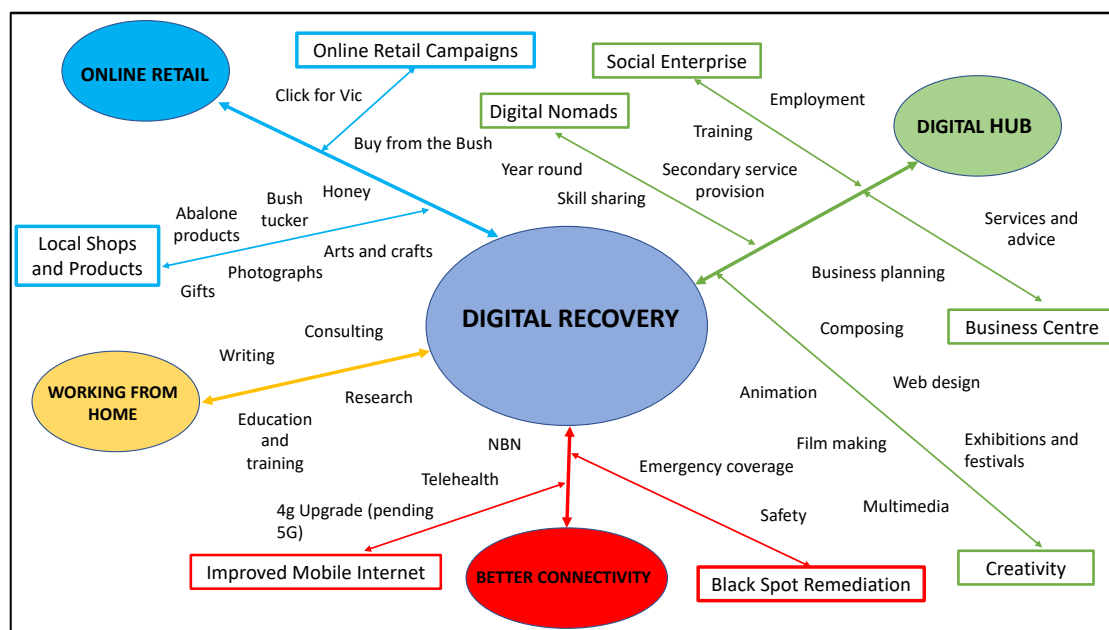 Online Retail Campaigns
ONLINE RETAIL
Click for Vic
Buy from the Bush
Honey
Bush
tucker
Abalone
products
Arts and crafts
Photographs
Gifts
Local Shops
and Products
Social Enterprise
Employment
Digital Nomads
Training
DIGITAL HUB
Year round
Secondary service
provision
Skill sharing
Services and
advice
Business planning
Business Centre
DIGITAL RECOVERY
Composing
Web design
Animation
Exhibitions and
festivals
Film making
Multimedia
Creativity
Consulting
Writing
WORKING FROM
HOME
Research
Education
and
training
NBN
Telehealth
4g Upgrade (pending
5G)
Improved Mobile Internet
BETTER CONNECTIVITY
Emergency coverage
Safety
Black Spot Remediation